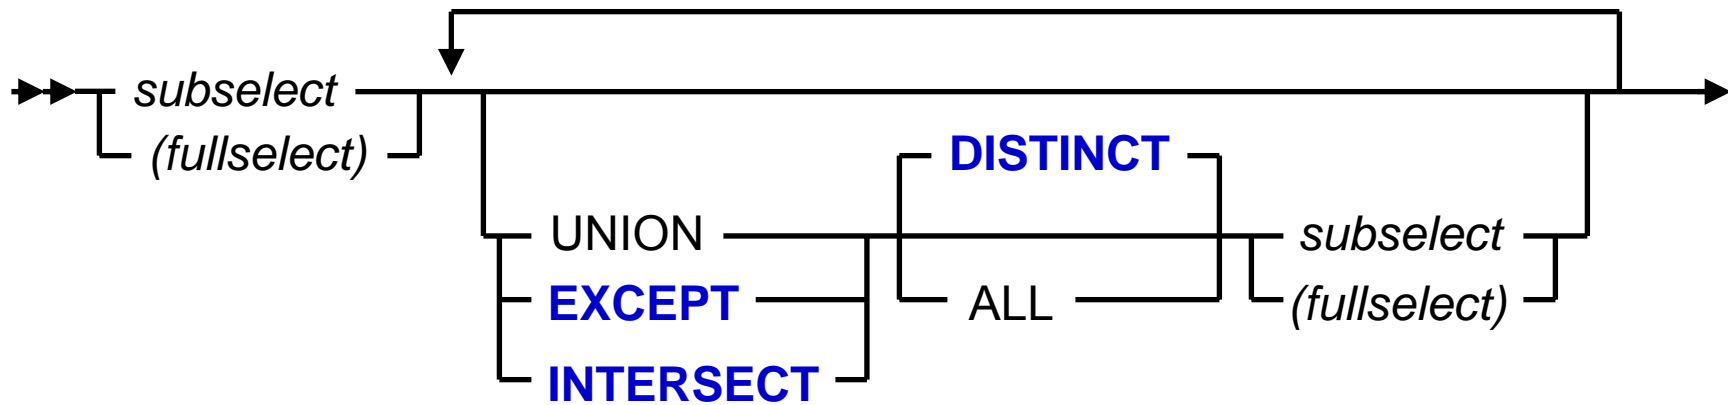 subselect
(fullselect)
DISTINCT
UNION
subselect
EXCEPT
ALL
(fullselect)
INTERSECT